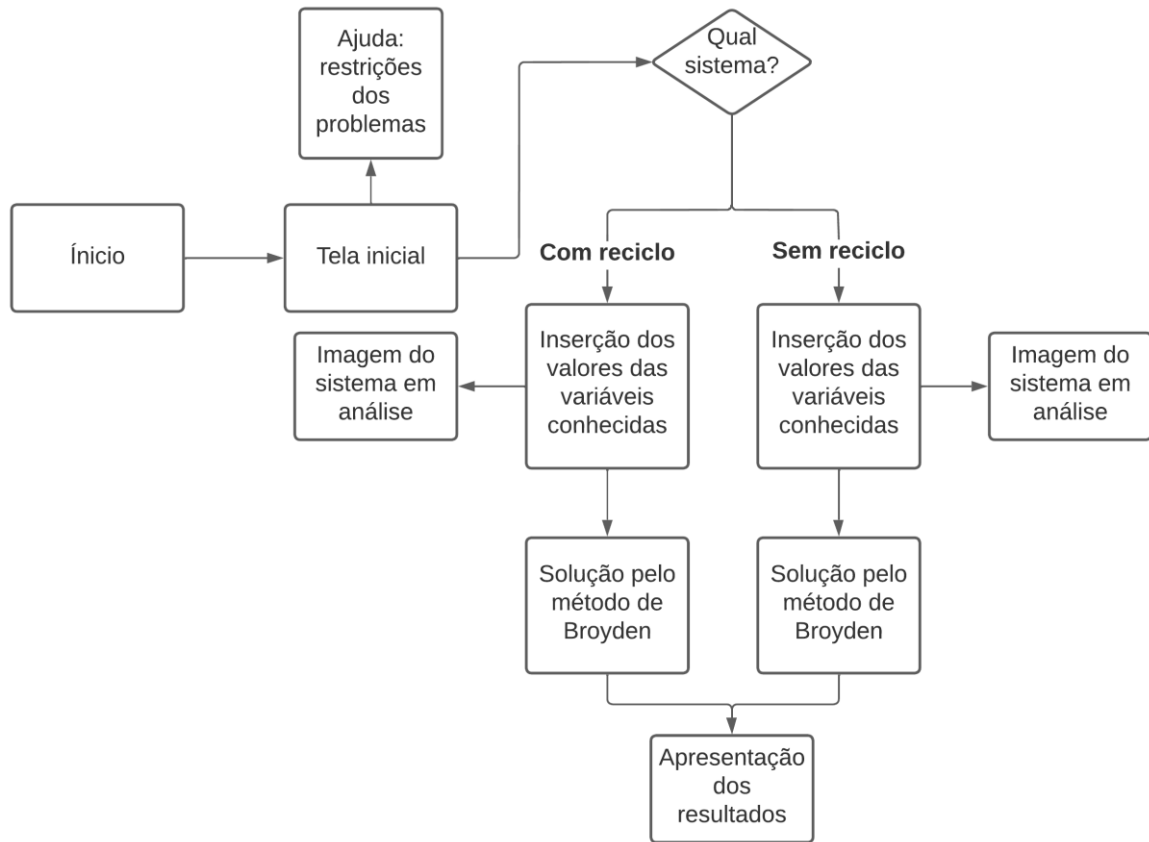 Ajuda:
restrições
dos
problemas
Qual
sistema?
Ínicio
Tela inicial
Com reciclo
Sem reciclo
Imagem do
sistema em
análise
Inserção dos
valores das
variáveis
conhecidas
Inserção dos
valores das
variáveis
conhecidas
Imagem do
sistema em
análise
Solução pelo
método de
Broyden
Solução pelo
método de
Broyden
Apresentação
dos
resultados